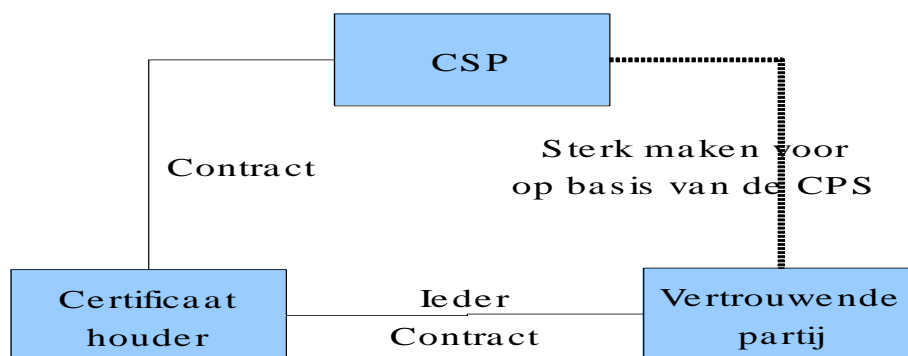 CSP
Contract
Sterk maken voor
op basis van de CPS
Certificaat
houder
Ieder
Contract
Vertrouwende
partij